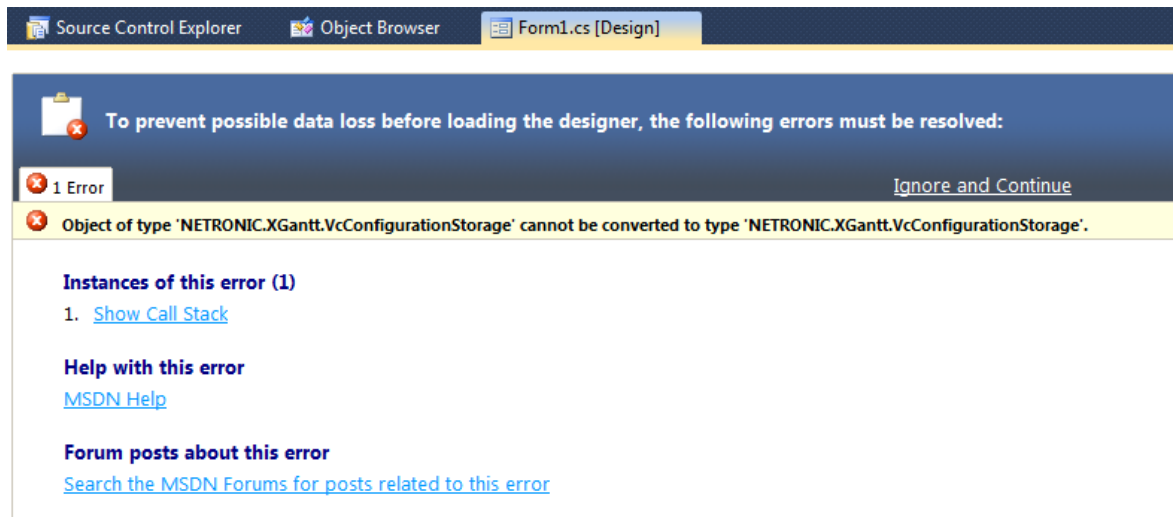 Source Control Explorer
Object Browser
Form1.cs [Design]
To prevent possible data loss before loading the designer, the following errors must be resolved:
1 Error
Ignore and Continue
Object of type 'NETRONIC.XGantt.VcConfigurationStorage' cannot be converted to type 'NETRONIC.XGantt.VcConfigurationStorage'.
Instances of this error (1)
1. Show Call Stack
Help with this error
MSDN Help
Forum posts about this error
Search the MSDN Forums for posts related to this error